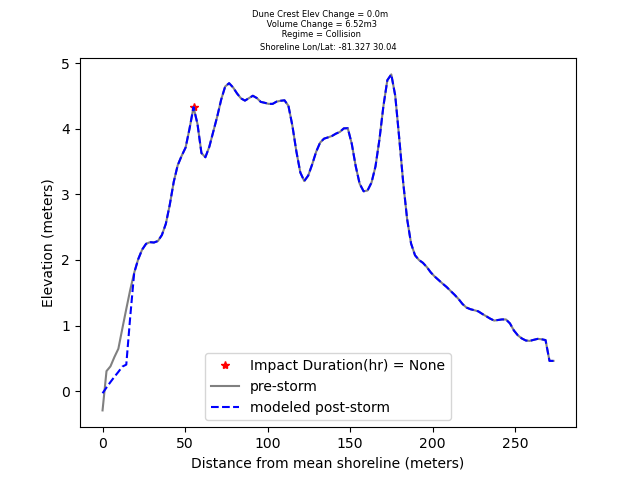 Dune Crest Elev Change = 0.0m
Volume Change = 6.52m3
Regime = Collision
Shoreline Lon/Lat: -81.327 30.04
5
4
3
2
1
0
Elevation (meters)
Impact Duration(hr) = None
pre-storm
modeled post-storm
0 50 100 150 200 250
Distance from mean shoreline (meters)